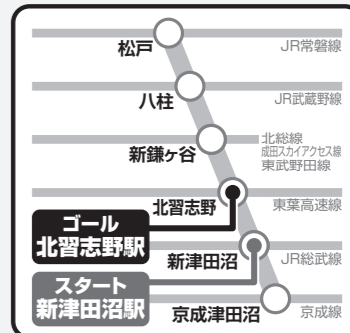 松戸
JR常磐線
八柱
JR武蔵野線
新鎌ヶ谷
北総線
成田スカイアクセス線
東武野田線
北習志野
東葉高速線
ゴール
北習志野駅
新津田沼
JR総武線
スタート
新津田沼駅
京成津田沼
京成線